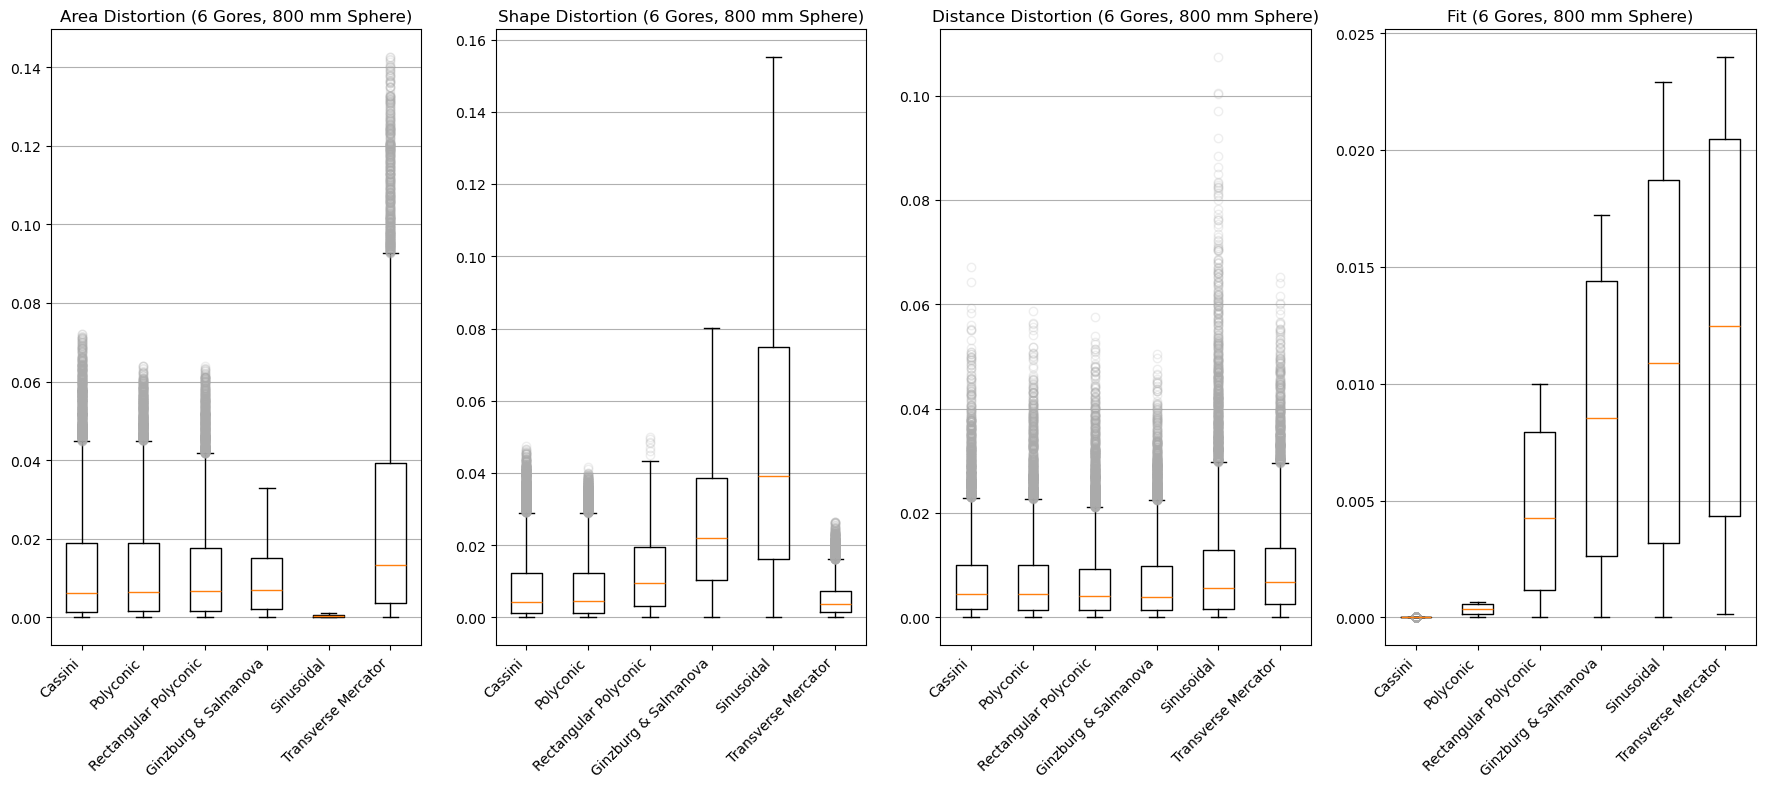 Area Distortion (6 Gores, 800 mm Sphere)
0.14
0.12
0.10
0.08
0.06
0.04
0.02
0.00
Cassini
Polyconic
Rectangular Polyconic
Ginzburg & Salmanova
Sinusoidal
Transverse Mercator
Shape Distortion (6 Gores, 800 mm Sphere)
0.16
0.14
0.12
0.10
0.08
0.06
0.04
0.02
0.00
Cassini
Polyconic
Rectangular Polyconic
Ginzburg & Salmanova
Sinusoidal
Transverse Mercator
Distance Distortion (6 Gores, 800 mm Sphere)
0.10
0.08
0.06
0.04
0.02
0.00
Cassini
Polyconic
Rectangular Polyconic
Ginzburg & Salmanova
Sinusoidal
Transverse Mercator
Fit (6 Gores, 800 mm Sphere)
0.025
0.020
0.015
0.010
0.005
0.000
Cassini
Polyconic
Rectangular Polyconic
Ginzburg & Salmanova
Sinusoidal
Transverse Mercator